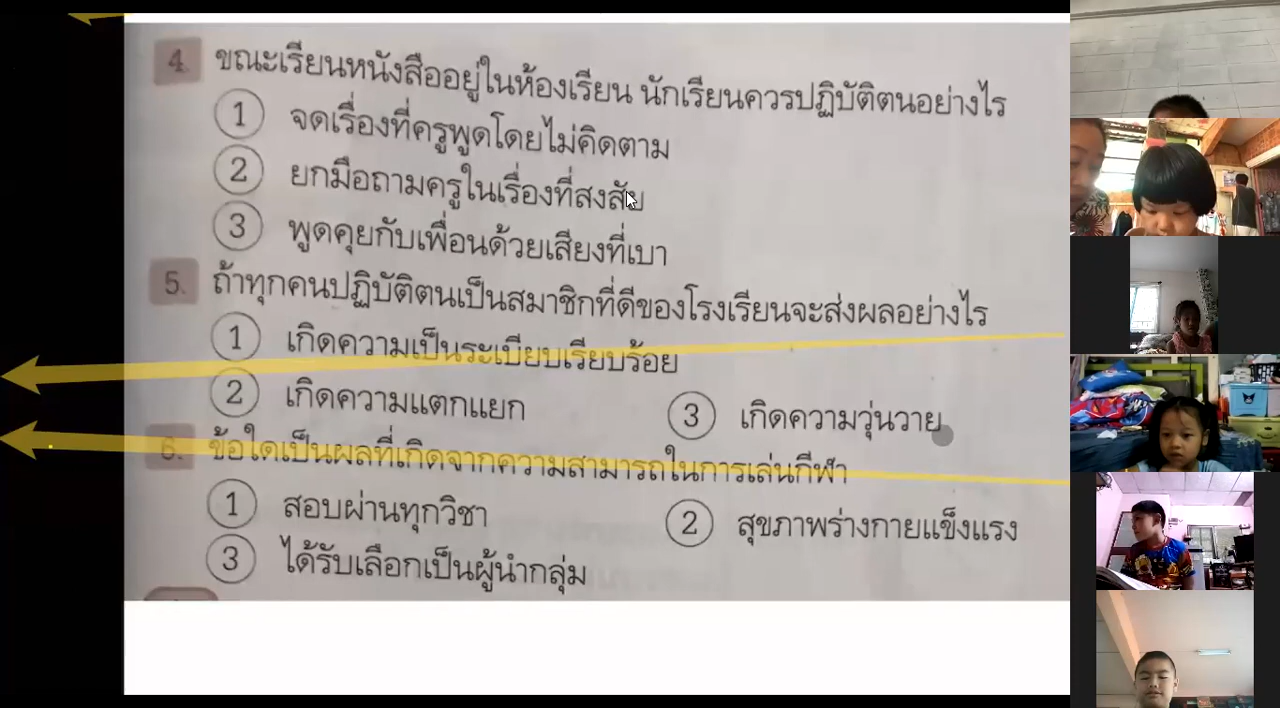 4. ขณะเรียนหนังสืออยู่ในห้องเรียน นักเรียนควรปฏิบัติตนอย่างไร
1 จดเรื่องที่ครูพูดโดยไม่คิดตาม
2 ยกมือถามครูในเรื่องที่สงสัย
3 พูดคุยกับเพื่อนด้วยเสียงที่เบา
5. ถ้าทุกคนปฏิบัติตนเป็นสมาชิกที่ดีของโรงเรียนจะส่งผลอย่างไร
1 เกิดความเป็นระเบียบเรียบร้อย
2 เกิดความแตกแยก 3 เกิดความวุ่นวาย
6. ข้อใดเป็นผลที่เกิดจากความสามารถในการเล่นกีฬา
1 สอบผ่านทุกวิชา 2 สุขภาพร่างกายแข็งแรง
3 ได้รับเลือกเป็นผู้นำกลุ่ม